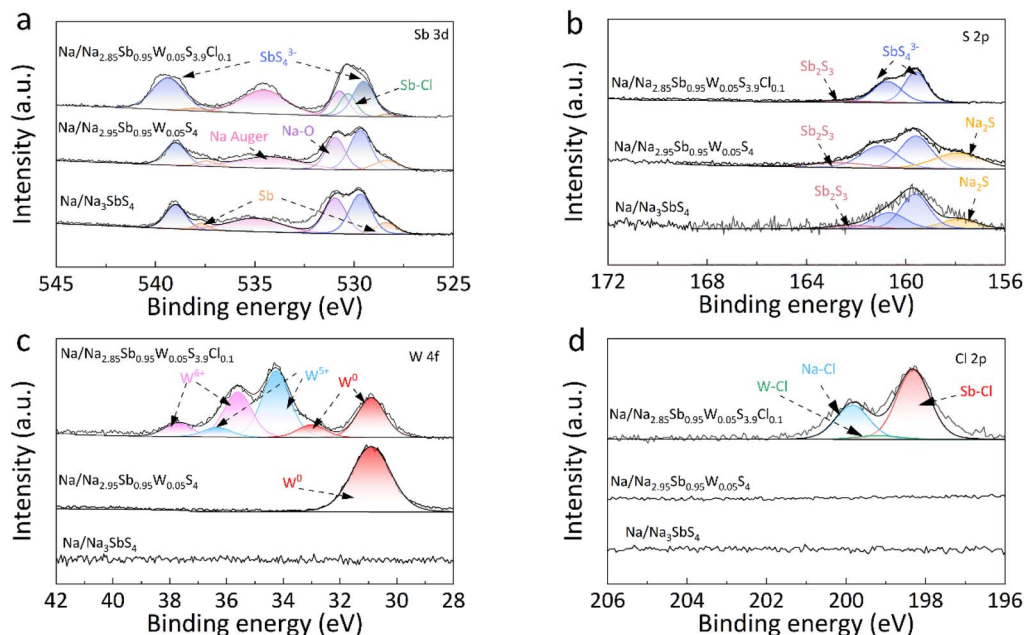 a
Sb 3d
Na/Na2.85Sb0.95W0.05S3.9Cl0.1
SbS4^3-
Sb-Cl
Na/Na2.95Sb0.95W0.05S4
Na Auger
Na-O
Na/Na3SbS4
Sb
Intensity (a.u.)
545 540 535 530 525
Binding energy (eV)
b
S 2p
Na/Na2.85Sb0.95W0.05S3.9Cl0.1
Sb2S3
SbS4^3-
Na/Na2.95Sb0.95W0.05S4
Sb2S3
Na2S
Na/Na3SbS4
Sb2S3
Na2S
Intensity (a.u.)
172 168 164 160 156
Binding energy (eV)
c
W 4f
Na/Na2.85Sb0.95W0.05S3.9Cl0.1
W6+
W5+
W0
Na/Na2.95Sb0.95W0.05S4
W0
Na/Na3SbS4
Intensity (a.u.)
42 40 38 36 34 32 30 28
Binding energy (eV)
d
Cl 2p
Na-Cl
W-Cl
Sb-Cl
Na/Na2.85Sb0.95W0.05S3.9Cl0.1
Na/Na2.95Sb0.95W0.05S4
Na/Na3SbS4
Intensity (a.u.)
206 204 202 200 198 196
Binding energy (eV)